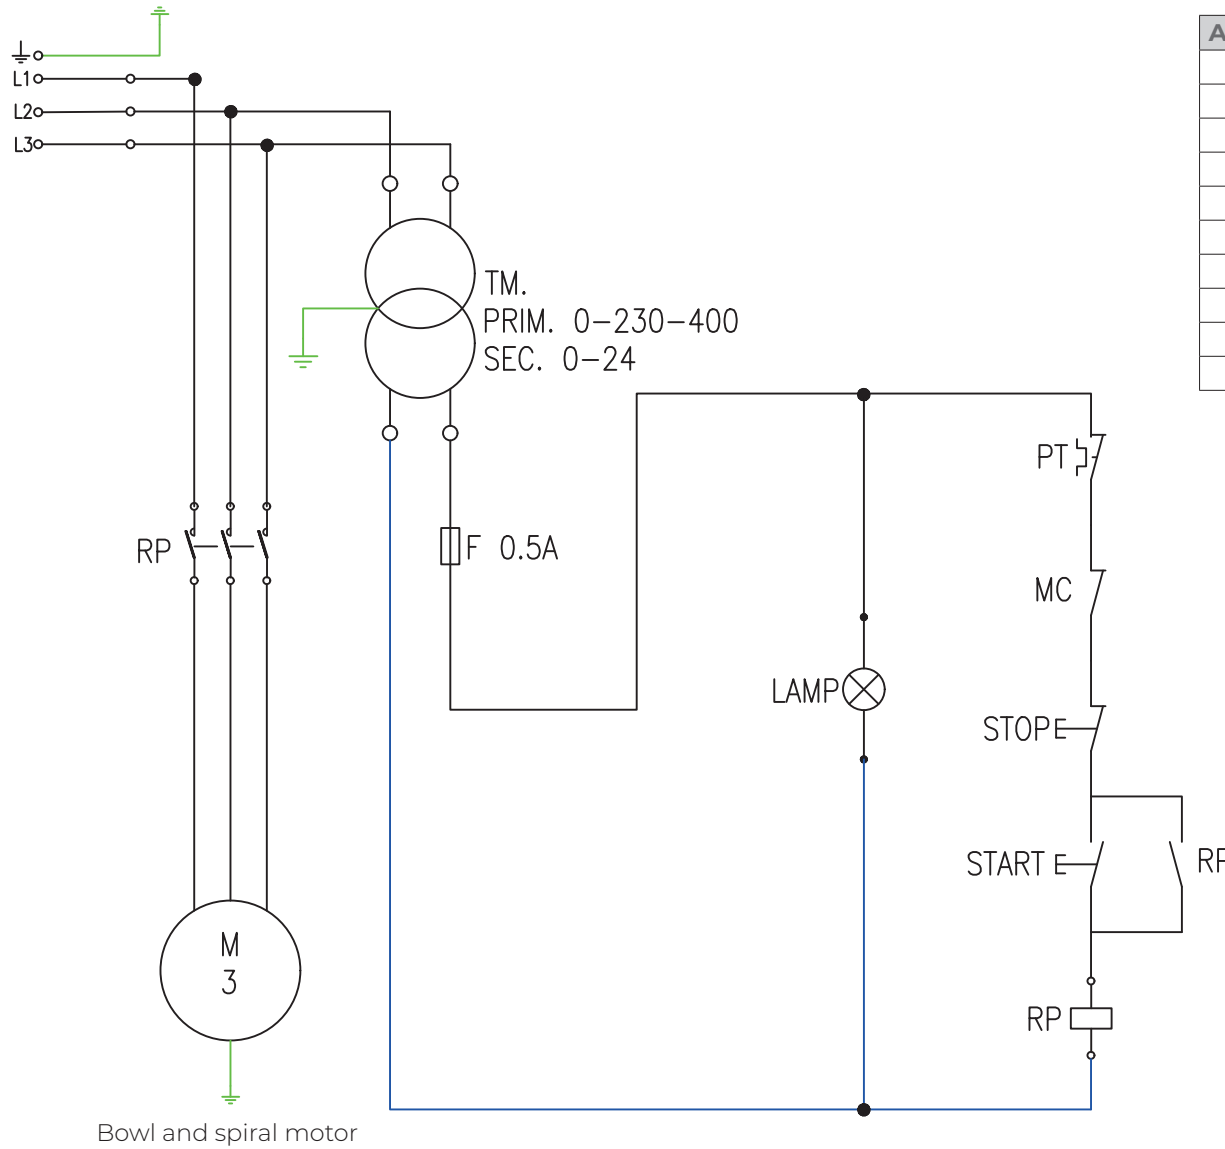 A
L1
L2
L3
TM.
PRIM. 0-230-400
SEC. 0-24
PT
RP
F 0.5A
MC
LAMP
STOP
START
RP
M
3
RP
Bowl and spiral motor